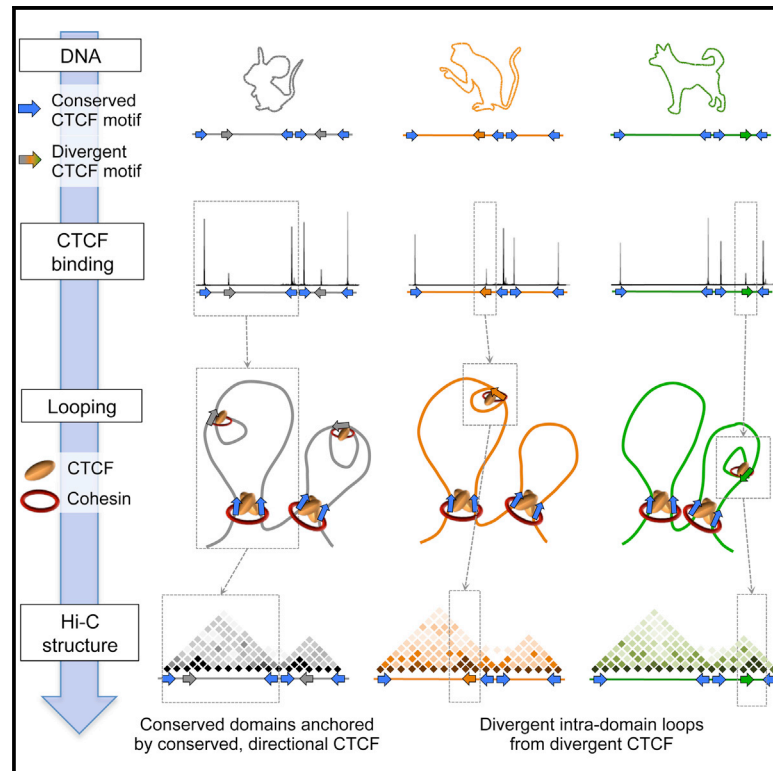 DNA
Conserved
CTCF motif
Divergent
CTCF motif
CTCF
binding
Looping
CTCF
Cohesin
Hi-C
structure
Conserved domains anchored
by conserved, directional CTCF
Divergent intra-domain loops
from divergent CTCF